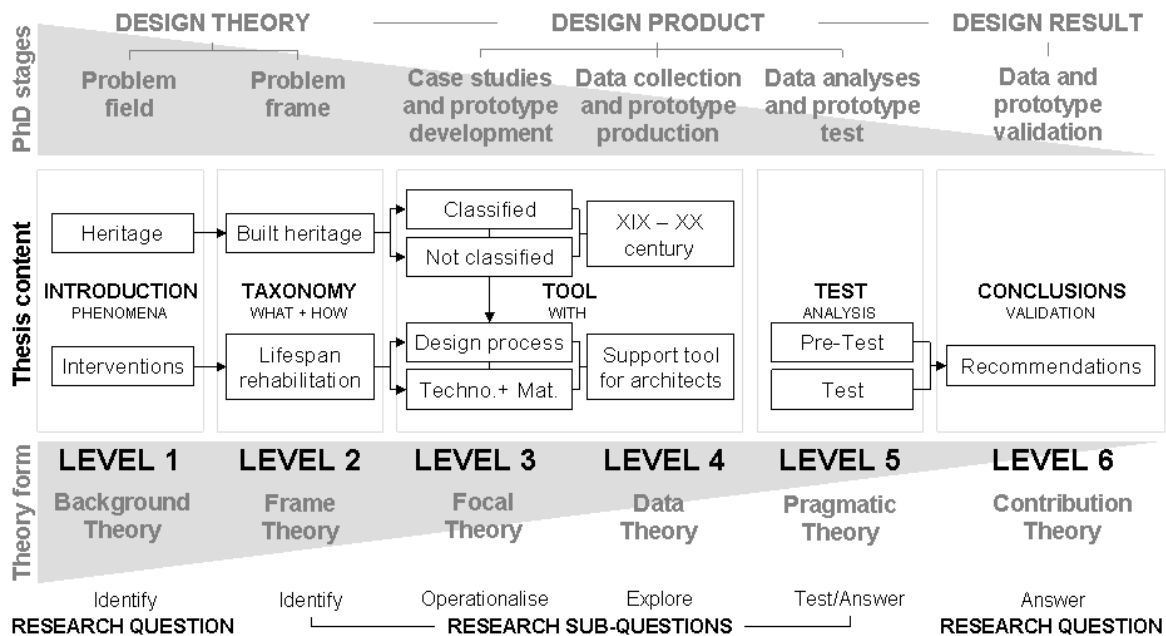 DESIGN THEORY
DESIGN PRODUCT
DESIGN RESULT
PhD stages
Problem
field
Problem
frame
Case studies
and prototype
development
Data collection
and prototype
production
Data analyses
and prototype
test
Data and
prototype
validation
Thesis content
Heritage
Built heritage
Classified
Not classified
XIX – XX
century
INTRODUCTION
PHENOMENA
TAXONOMY
WHAT + HOW
TOOL
WITH
TEST
ANALYSIS
CONCLUSIONS
VALIDATION
Interventions
Lifespan
rehabilitation
Design process
Techno.+ Mat.
Support tool
for architects
Pre-Test
Test
Recommendations
Theory form
LEVEL 1
LEVEL 2
LEVEL 3
LEVEL 4
LEVEL 5
LEVEL 6
Background
Theory
Frame
Theory
Focal
Theory
Data
Theory
Pragmatic
Theory
Contribution
Theory
Identify
Identify
Operationalise
Explore
Test/Answer
Answer
RESEARCH QUESTION
RESEARCH SUB-QUESTIONS
RESEARCH QUESTION